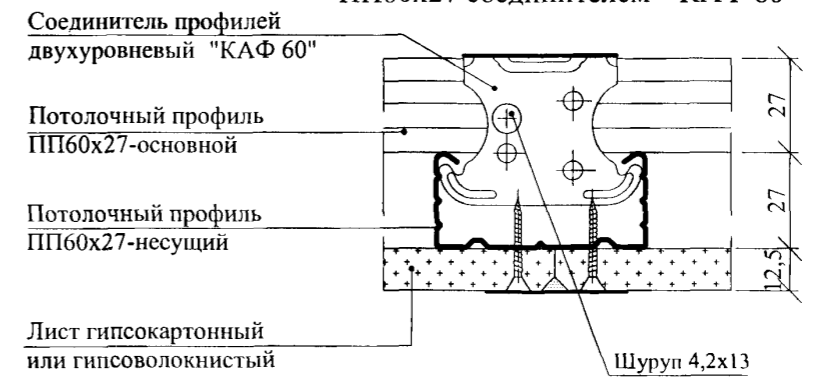 Соединитель профилей
двухуровневый "КАФ 60"
Потолочный профиль
ПП60х27-основной
Потолочный профиль
ПП60х27-несущий
Лист гипсокартонный
или гипсоволокнистый
Шуруп 4,2х13
27
27
12,5